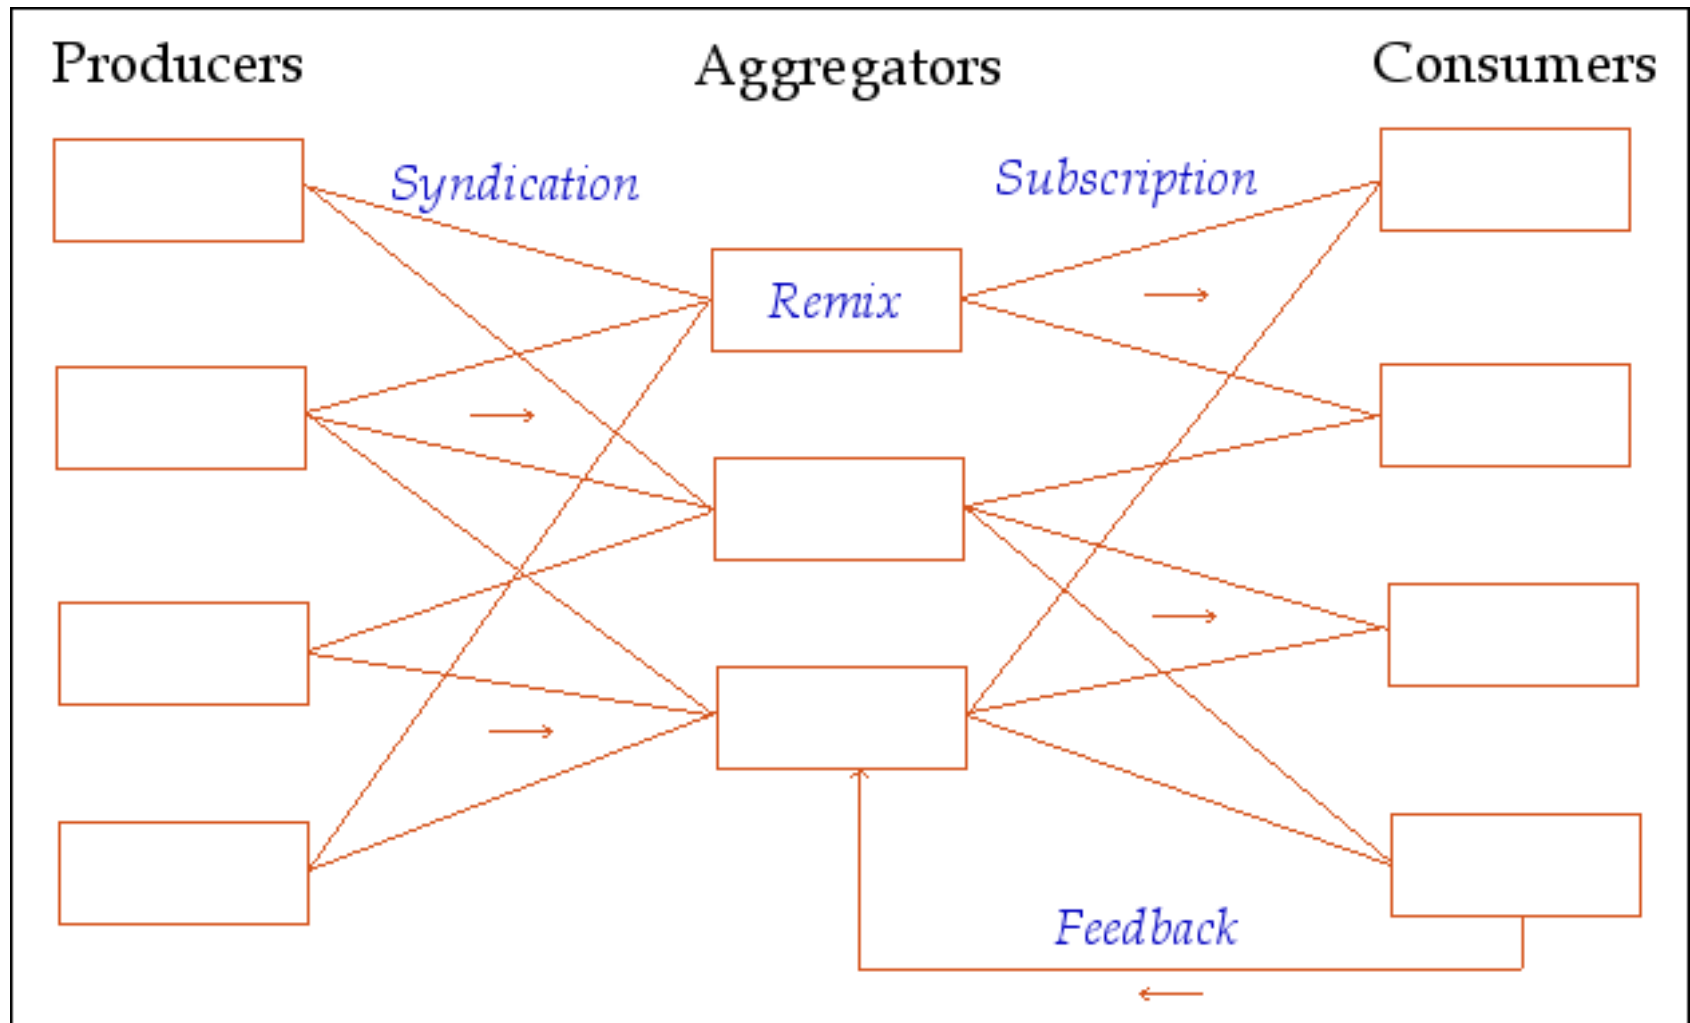 Producers
Aggregators
Consumers
Syndication
Subscription
Remix
Feedback